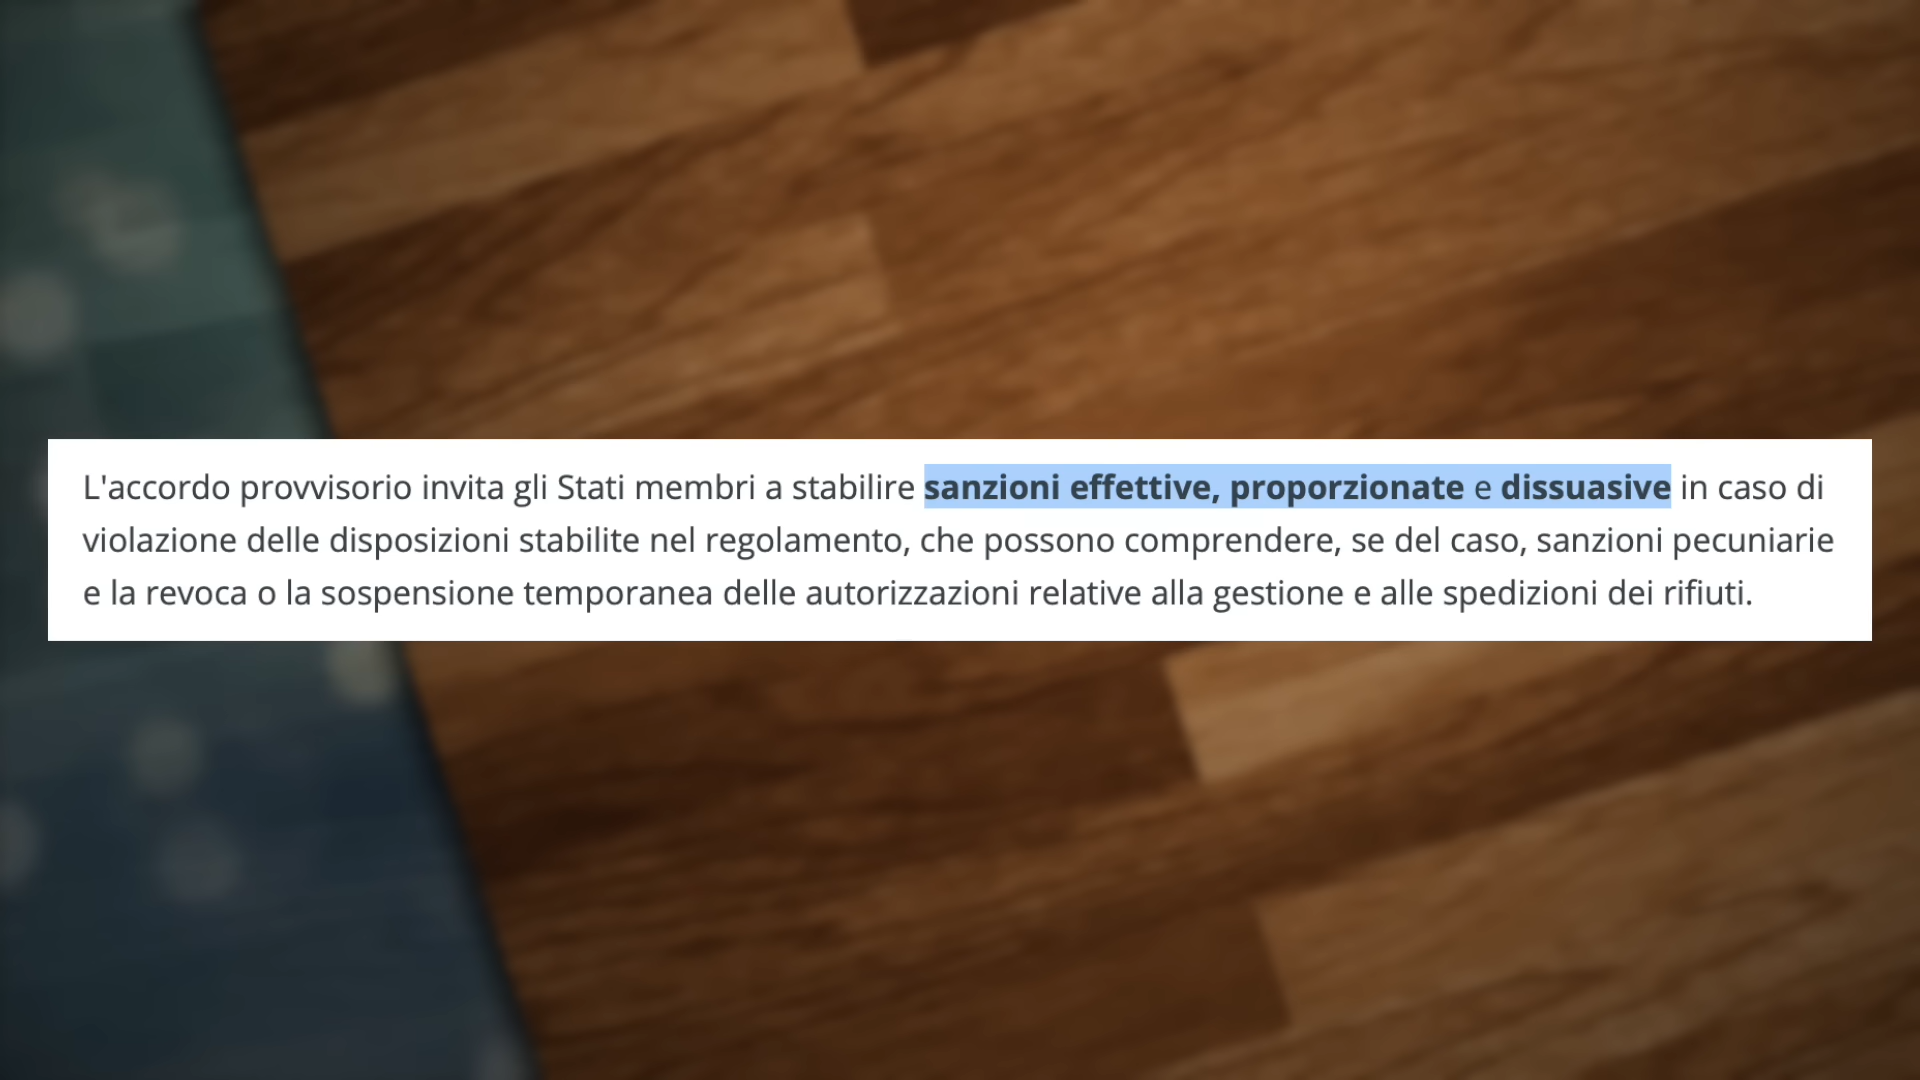 L'accordo provvisorio invita gli Stati membri a stabilire sanzioni effettive, proporzionate e dissuasive in caso di
violazione delle disposizioni stabilite nel regolamento, che possono comprendere, se del caso, sanzioni pecuniarie
e la revoca o la sospensione temporanea delle autorizzazioni relative alla gestione e alle spedizioni dei rifiuti.